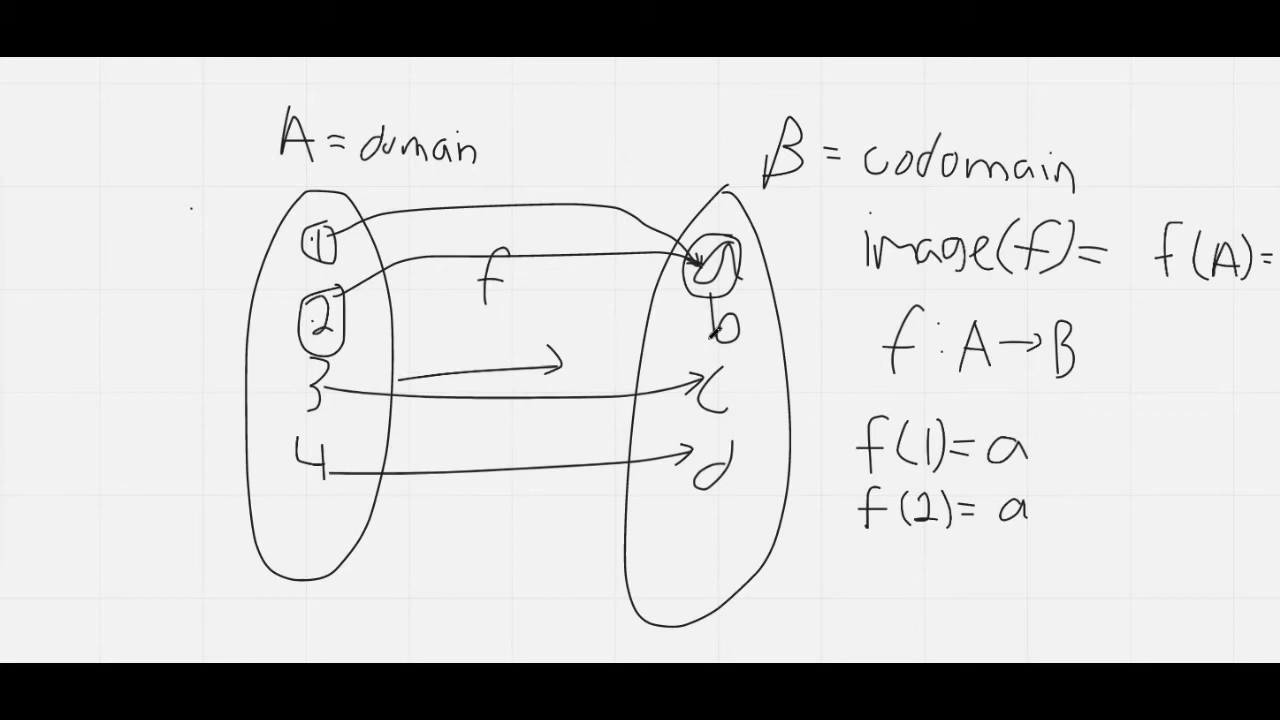 A = domain
B = codomain
1
a
image(f) = f(A) =
f
2
b
f : A → B
3
c
f(1) = a
4
d
f(2) = a